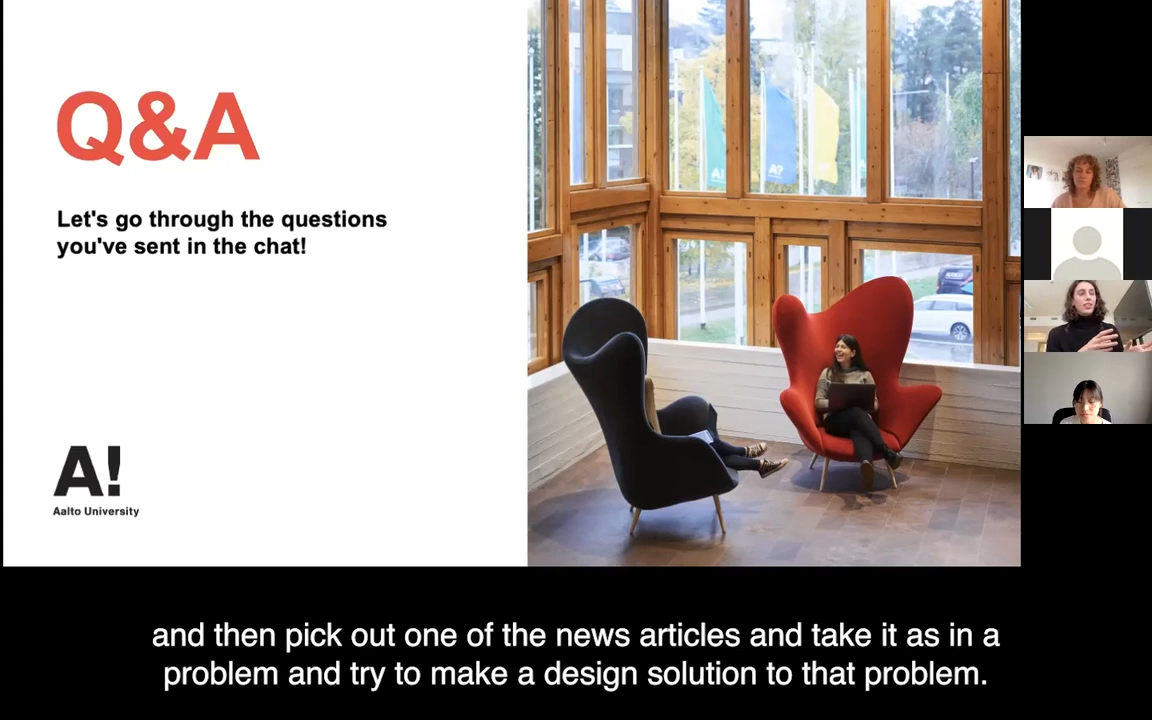 Q&A
Let's go through the questions
you've sent in the chat!
A!
Aalto University
A!
A?
and then pick out one of the news articles and take it as in a
problem and try to make a design solution to that problem.